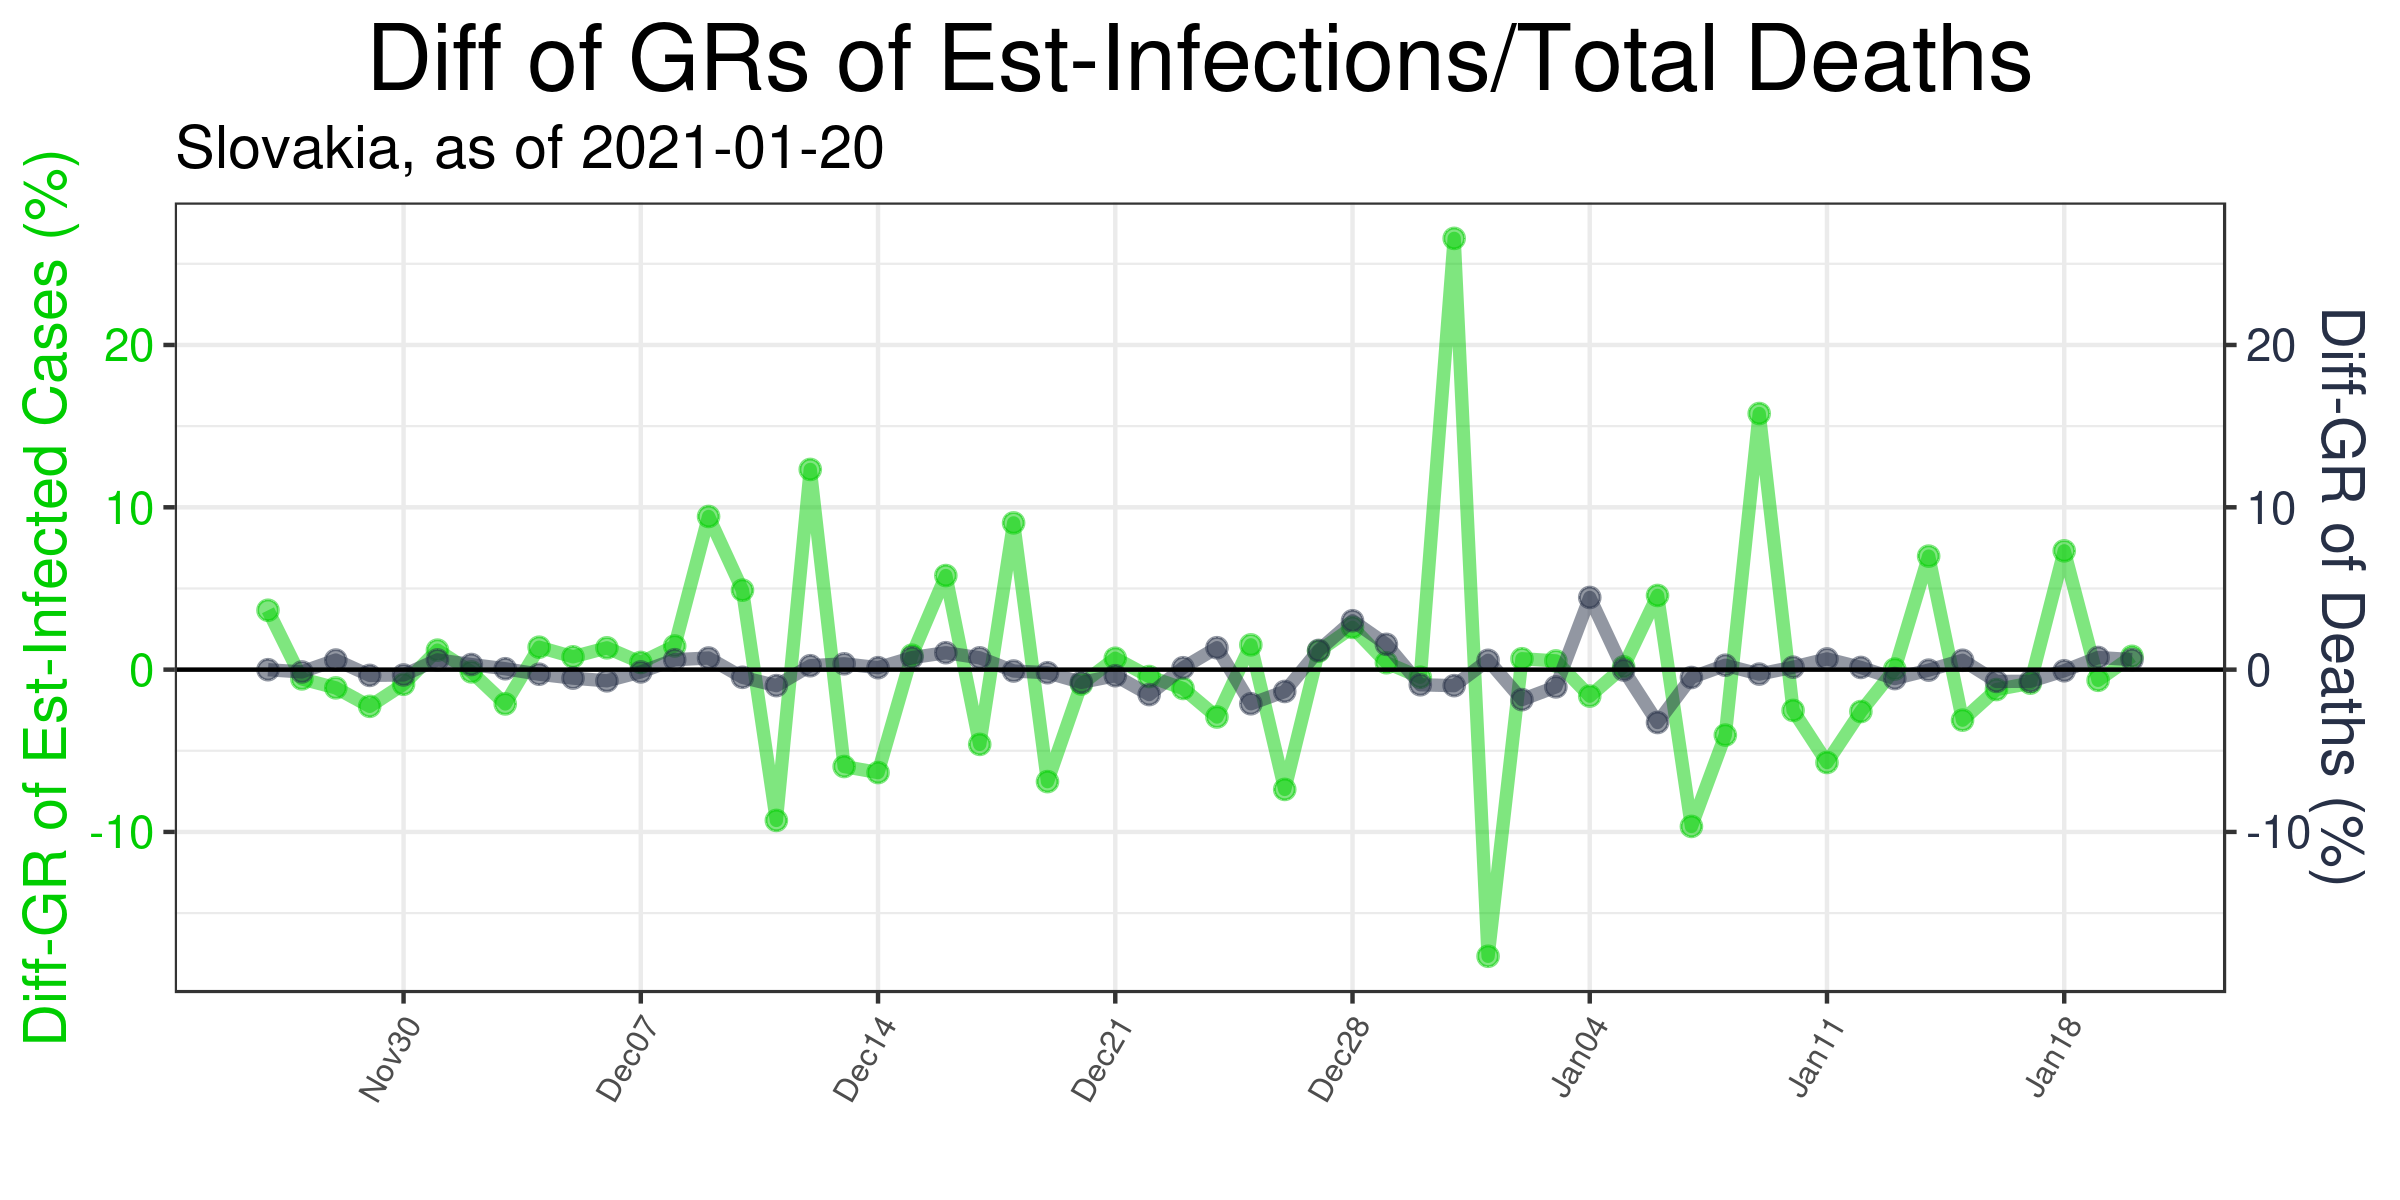 Diff of GRs of Est-Infections/Total Deaths
Slovakia, as of 2021-01-20
Diff-GR of Est-Infected Cases (%)
20
10
0
-10
20
10
0
-10
Diff-GR of Deaths (%)
Nov30
Dec07
Dec14
Dec21
Dec28
Jan04
Jan11
Jan18